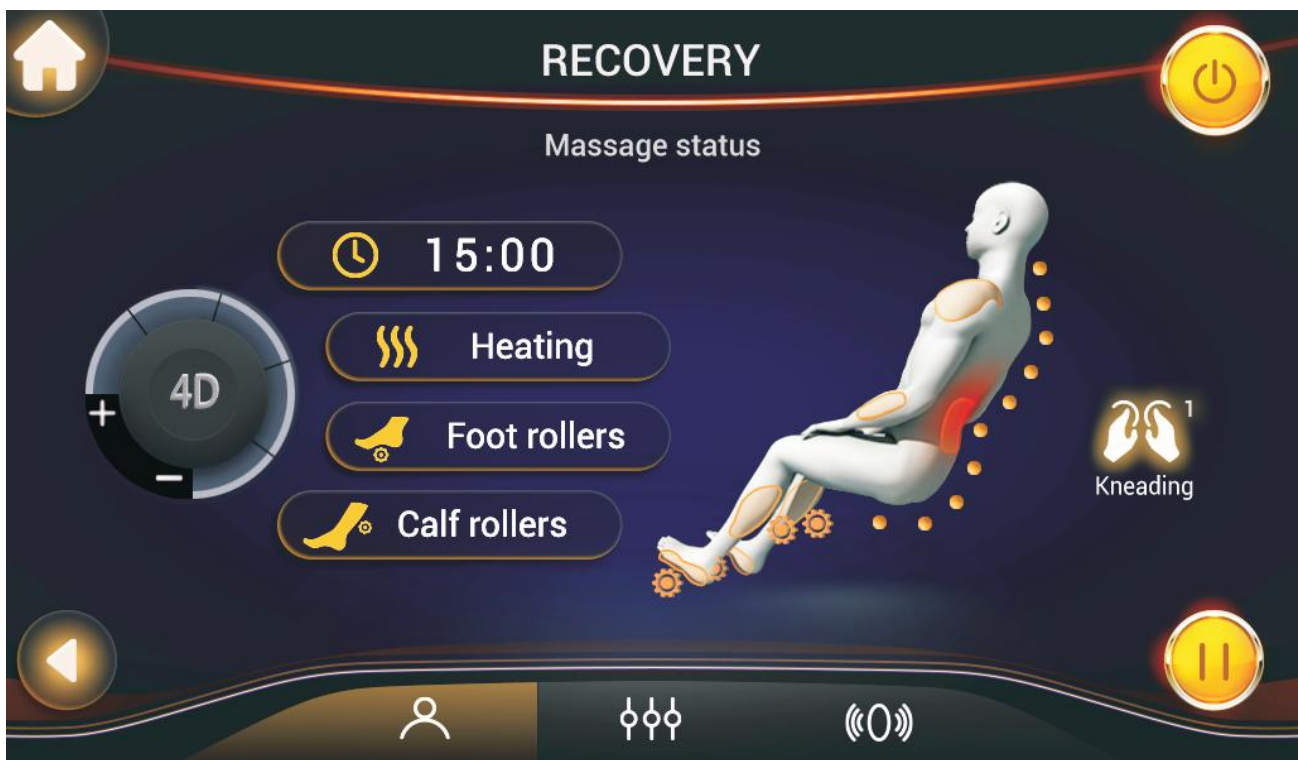 RECOVERY
Massage status
15:00
Heating
4D
+
−
Foot rollers
Calf rollers
1
Kneading